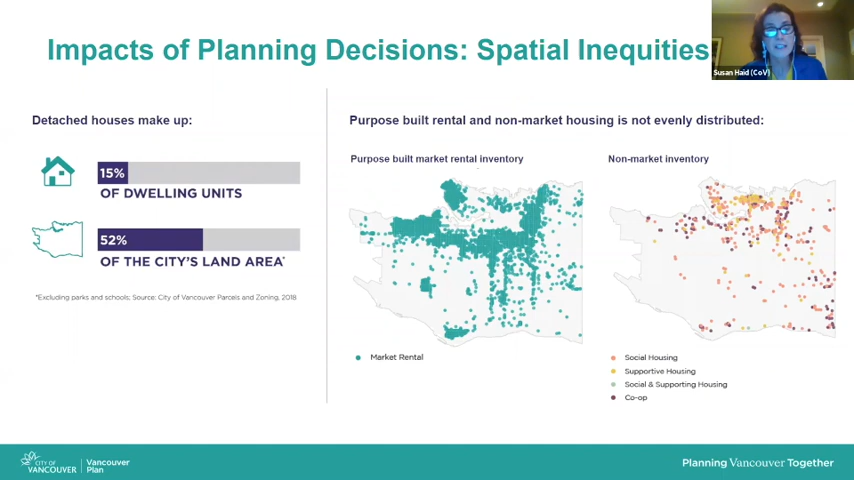 Impacts of Planning Decisions: Spatial Inequities
Susan Haid (CoV)
Detached houses make up:
15%
OF DWELLING UNITS
52%
OF THE CITY'S LAND AREA*
*Excluding parks and schools; Source: City of Vancouver Parcels and Zoning, 2018
Purpose built rental and non-market housing is not evenly distributed:
Purpose built market rental inventory
Market Rental
Non-market inventory
Social Housing
Supportive Housing
Social & Supporting Housing
Co-op
CITY OF
VANCOUVER
Vancouver
Plan
Planning Vancouver Together